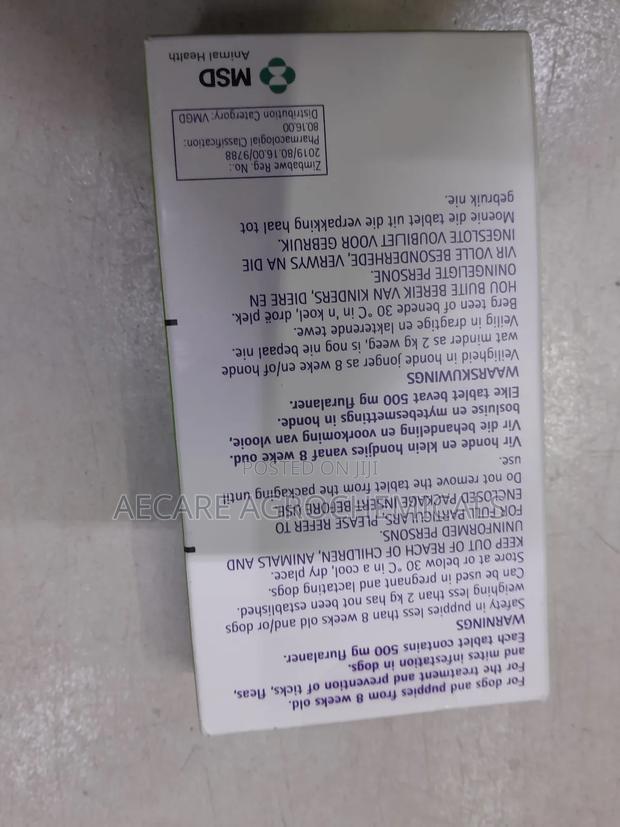 For dogs and puppies from 8 weeks old.
For the treatment and prevention of ticks, fleas,
and mites infestation in dogs.
Each tablet contains 500 mg fluralaner.
WARNINGS
Safety in puppies less than 8 weeks old and/or dogs
weighing less than 2 kg has not been established.
Can be used in pregnant and lactating dogs.
Store at or below 30 °C in a cool, dry place.
KEEP OUT OF REACH OF CHILDREN, ANIMALS AND
UNINFORMED PERSONS.
FOR FULL PARTICULARS, PLEASE REFER TO
ENCLOSED PACKAGE INSERT BEFORE USE.
Do not remove the tablet from the packaging until
use.
Vir honde en klein hondjies vanaf 8 weke oud.
Vir die behandeling en voorkoming van vlooie,
bosluise en mytebesmettings in honde.
Elke tablet bevat 500 mg fluralaner.
WAARSKUWINGS
Veiligheid in honde jonger as 8 weke en/of honde
wat minder as 2 kg weeg, is nog nie bepaal nie.
Veilig in dragtige en lakterende tewe.
Berg teen of benede 30 °C in 'n koel, droë plek.
HOU BUITE BEREIK VAN KINDERS, DIERE EN
ONINGELIGTE PERSONE.
VIR VOLLE BESONDERHEDE, VERWYS NA DIE
INGESLOTE VOUBILJET VOOR GEBRUIK.
Moenie die tablet uit die verpakking haal tot
gebruik nie.
Zimbabwe Reg. No.:
2019/80.16.00/9788
Pharmacological Classification:
80.16.00
Distribution Catergory: VMGD
MSD
Animal Health
POSTED ON JIJI
AECARE AGROCHEMICALS